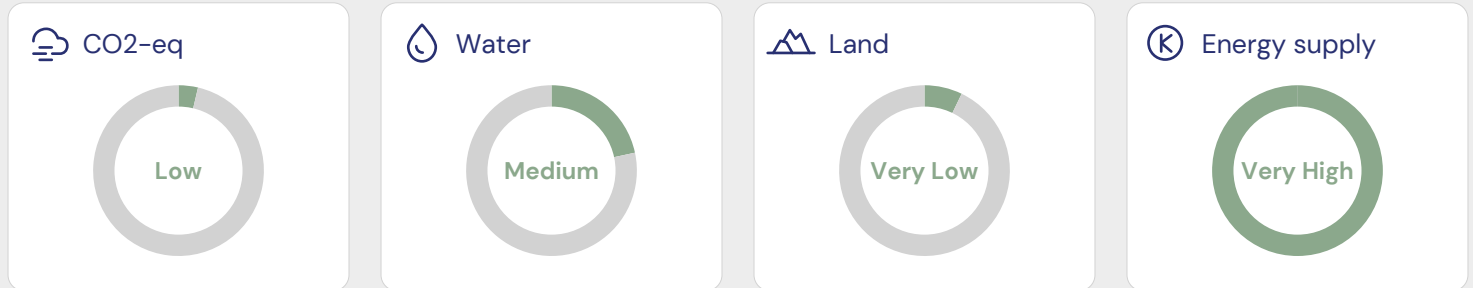 CO2-eq
Water
Land
Energy supply
Low
Medium
Very Low
Very High